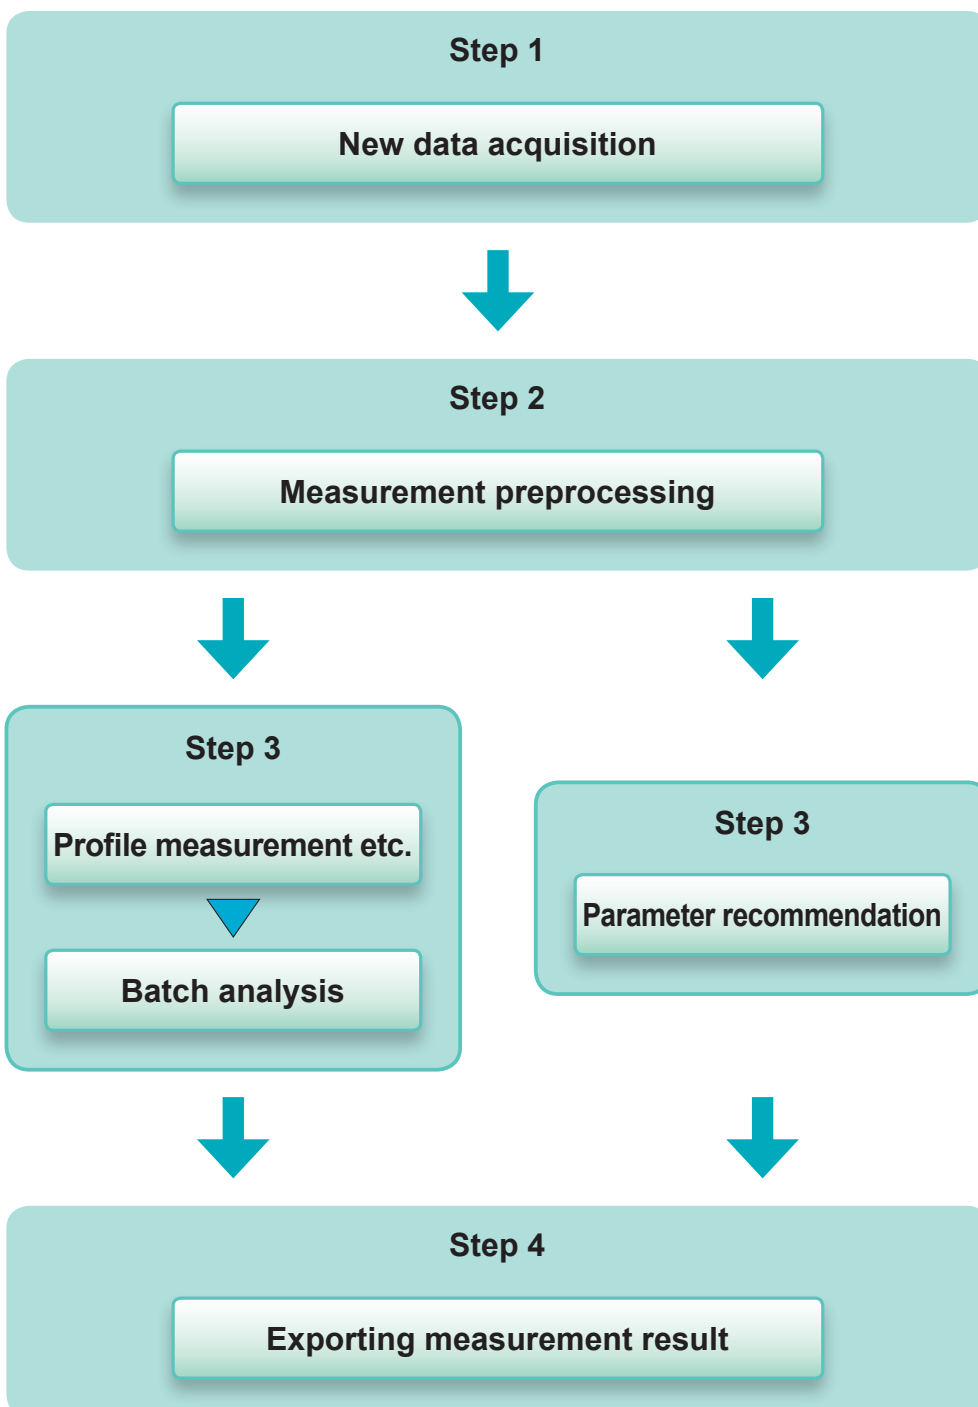 Step 1
New data acquisition
Step 2
Measurement preprocessing
Step 3
Profile measurement etc.
Batch analysis
Step 3
Parameter recommendation
Step 4
Exporting measurement result